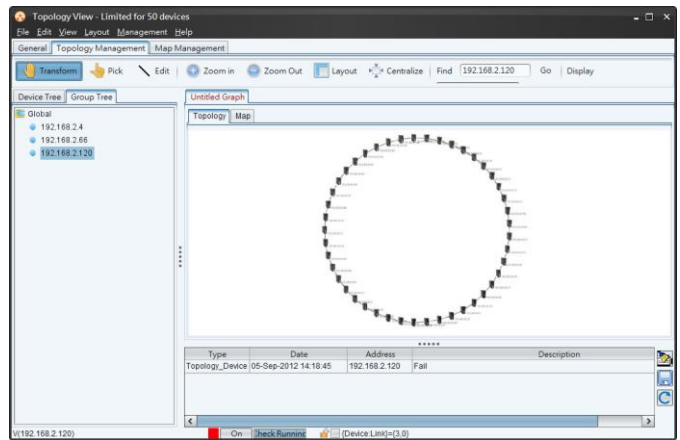 Topology View - Limited for 50 devices
File Edit View Layout Management Help
General Topology Management Map Management
Transform Pick Edit Zoom in Zoom Out Layout Centralize Find 192.168.2.120 Go Display
Device Tree Group Tree Untitled Graph
Global Topology Map
192.168.2.4
192.168.2.66
192.168.2.120
Type Date Address Description
Topology_Device 05-Sep-2012 14:18:45 192.168.2.120 Fail
V(192.168.2.120) On Check Running (Device:Link)=(3,0)